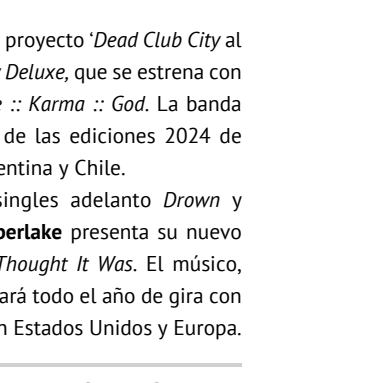 proyecto ‘Dead Club City al
Deluxe, que se estrena con
:: Karma :: God. La banda
de las ediciones 2024 de
entina y Chile.
singles adelanto Drown y
berlake presenta su nuevo
Thought It Was. El músico,
ará todo el año de gira con
n Estados Unidos y Europa.